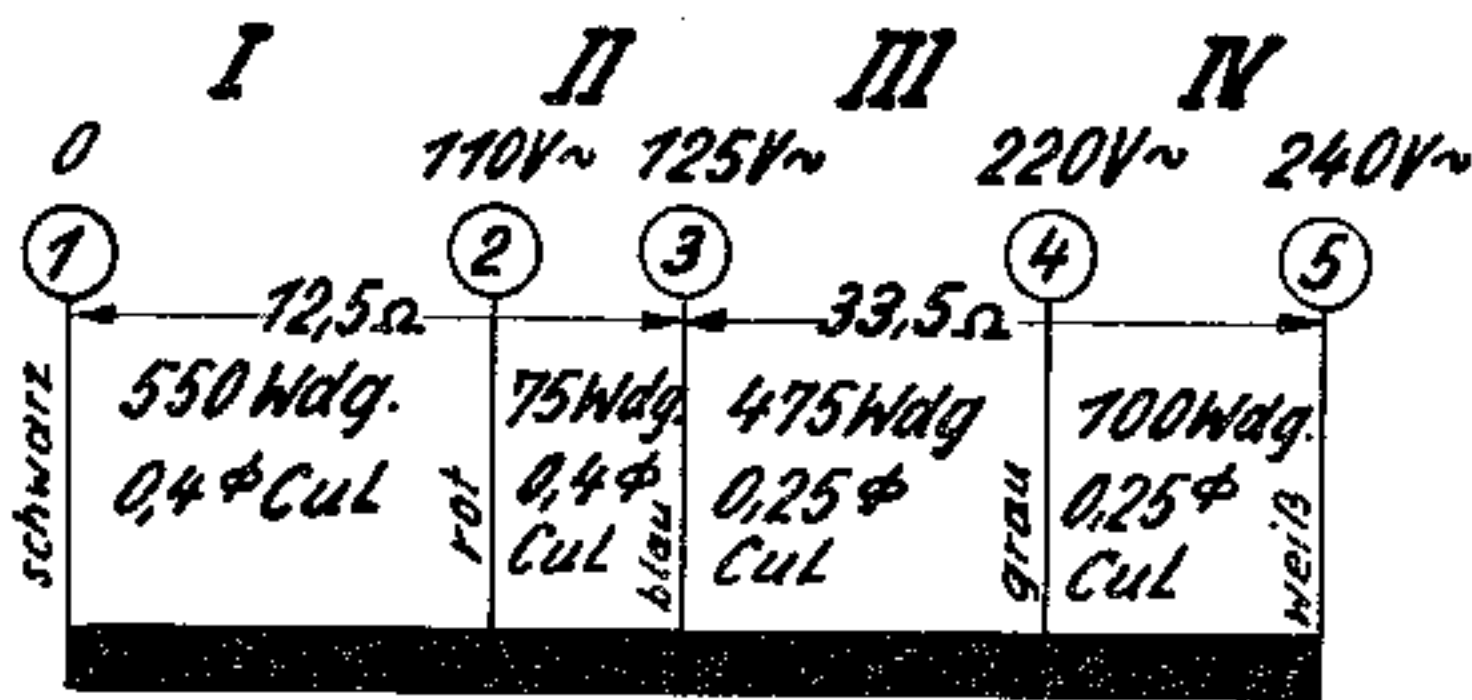 I II III IV
0 110V~ 125V~ 220V~ 240V~
1 2 3 4 5
12,5Ω 33,5Ω
550 Wdg. 75 Wdg. 475 Wdg 100 Wdg.
0,4 ϕ CuL 0,4 ϕ 0,25 ϕ 0,25 ϕ
CuL CuL CuL
schwarz rot blau grau weiß